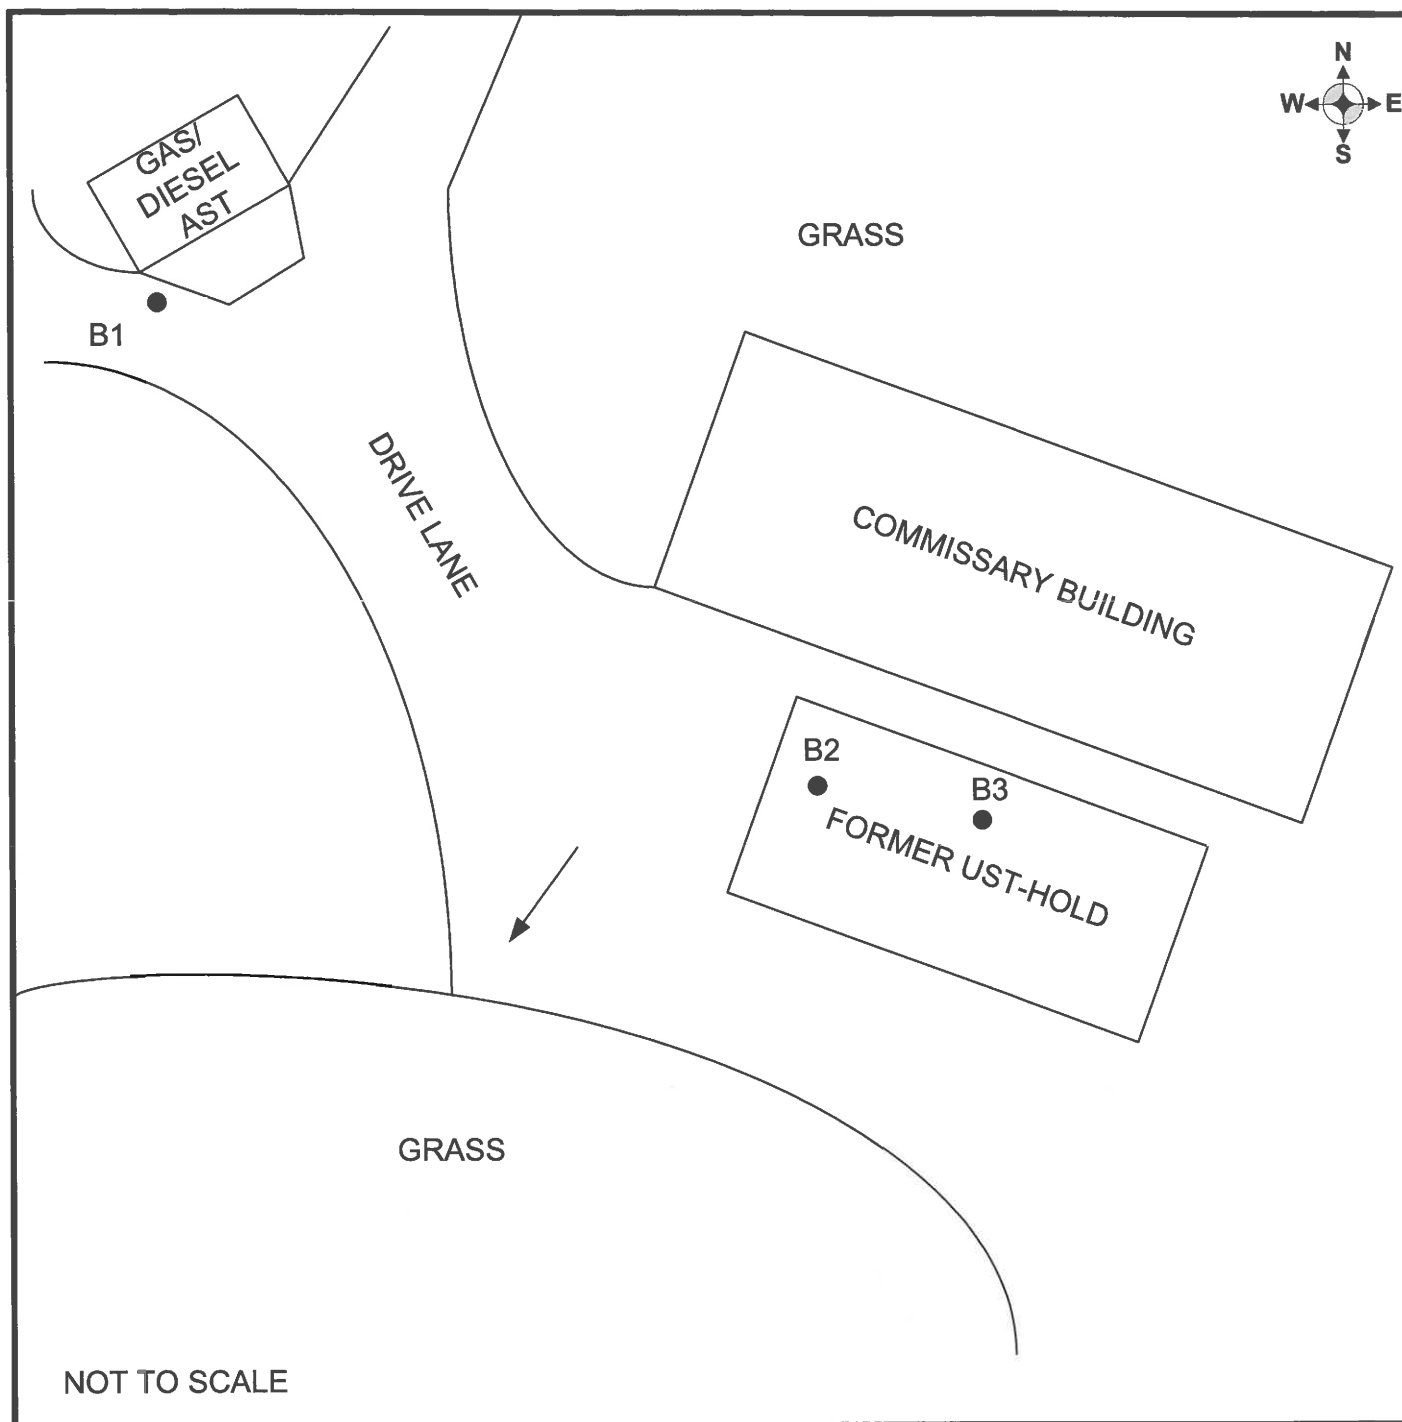 N
W E
S
GAS/
DIESEL
AST
GRASS
B1
DRIVE LANE
COMMISSARY BUILDING
B2
B3
FORMER UST-HOLD
GRASS
NOT TO SCALE